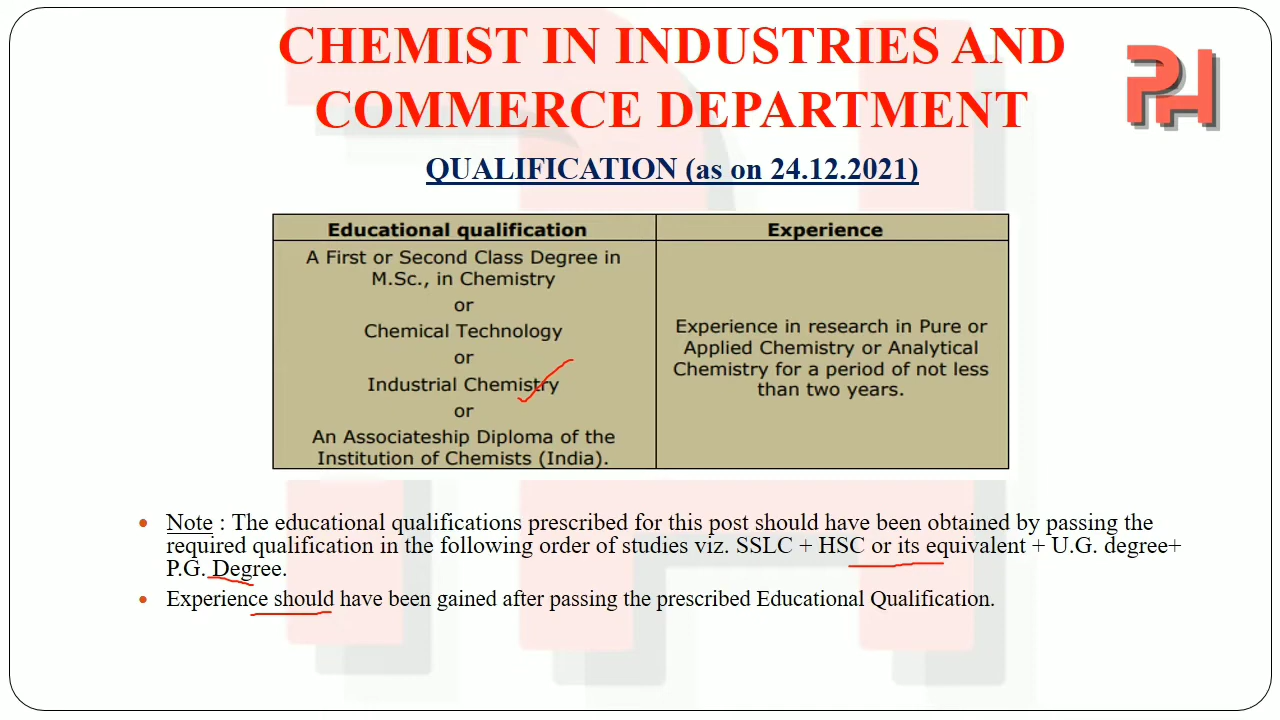 CHEMIST IN INDUSTRIES AND
COMMERCE DEPARTMENT
PH
QUALIFICATION (as on 24.12.2021)
Educational qualification
A First or Second Class Degree in
M.Sc., in Chemistry
or
Chemical Technology
or
Industrial Chemistry
or
An Associateship Diploma of the
Institution of Chemists (India).
Experience
Experience in research in Pure or
Applied Chemistry or Analytical
Chemistry for a period of not less
than two years.
• Note : The educational qualifications prescribed for this post should have been obtained by passing the
required qualification in the following order of studies viz. SSLC + HSC or its equivalent + U.G. degree+
P.G. Degree.
• Experience should have been gained after passing the prescribed Educational Qualification.